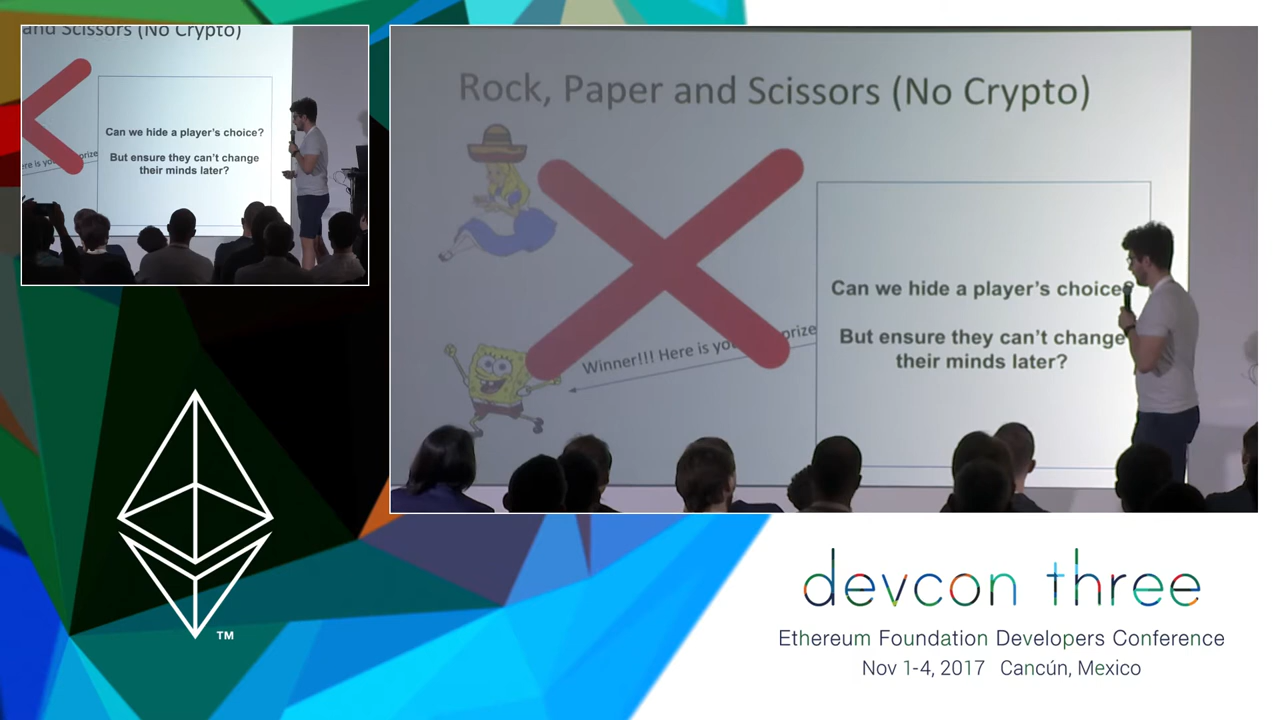 and Scissors (No Crypto)
Can we hide a player's choice?
But ensure they can't change
their minds later?
Rock, Paper and Scissors (No Crypto)
Can we hide a player's choice?
But ensure they can't change
their minds later?
Winner!!! Here is
TM
devcon three
Ethereum Foundation Developers Conference
Nov 1-4, 2017 Cancún, Mexico